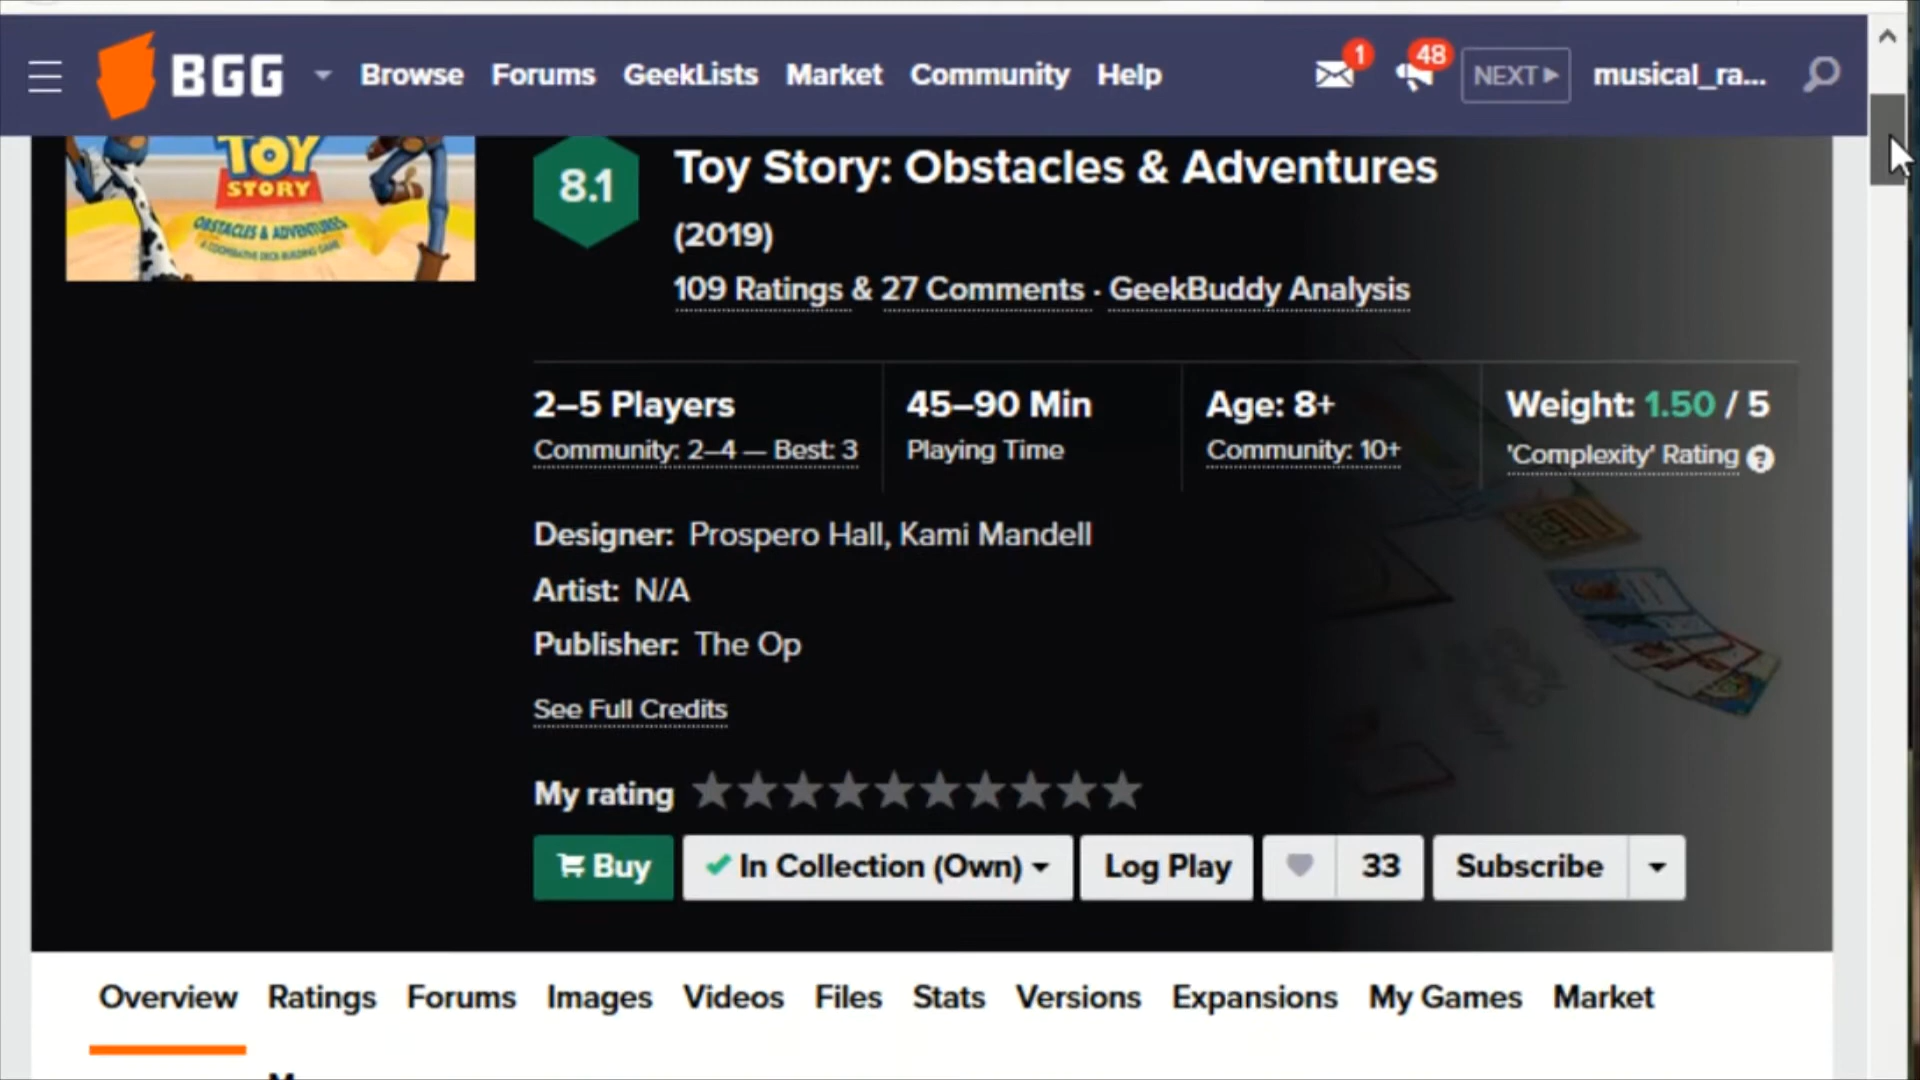 BGG Browse Forums GeekLists Market Community Help 1 48 NEXT▶ musical_ra...
TOY
STORY
OBSTACLES & ADVENTURES
A COOPERATIVE DECK-BUILDING GAME
8.1
Toy Story: Obstacles & Adventures
(2019)
109 Ratings & 27 Comments · GeekBuddy Analysis
2–5 Players 45–90 Min Age: 8+ Weight: 1.50 / 5
Community: 2–4 — Best: 3 Playing Time Community: 10+ 'Complexity' Rating ?
Designer: Prospero Hall, Kami Mandell
Artist: N/A
Publisher: The Op
See Full Credits
My rating
Buy In Collection (Own) Log Play 33 Subscribe
Overview Ratings Forums Images Videos Files Stats Versions Expansions My Games Market